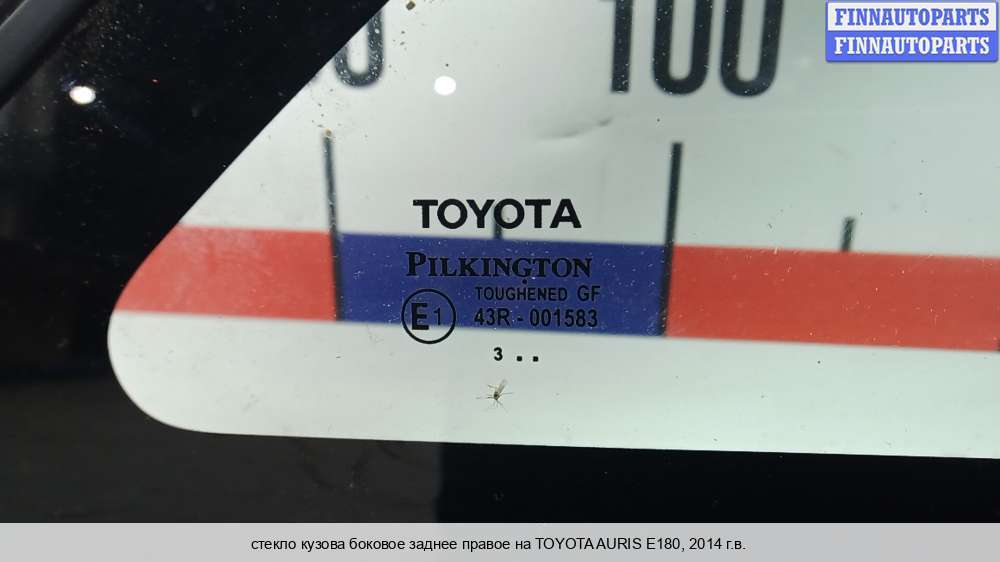 FINNAUTOPARTS
FINNAUTOPARTS
100
TOYOTA
PILKINGTON
TOUGHENED GF
E1 43R - 001583
3 . .
стекло кузова боковое заднее правое на TOYOTA AURIS E180, 2014 г.в.